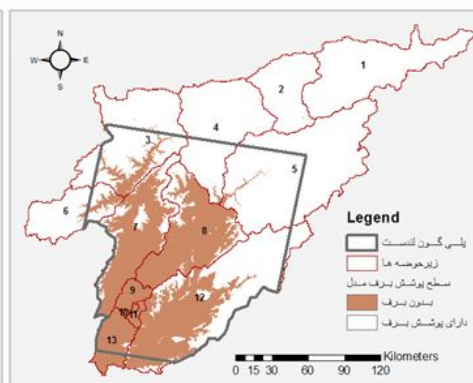 N
W E
S
1
2
3
4
5
6
7
8
9
10
11
12
13
Legend
پلی گون لندست
زیرحوضه ها
سطح پوشش برف مدل
بدون برف
دارای پوشش برف
Kilometers
0 15 30 60 90 120